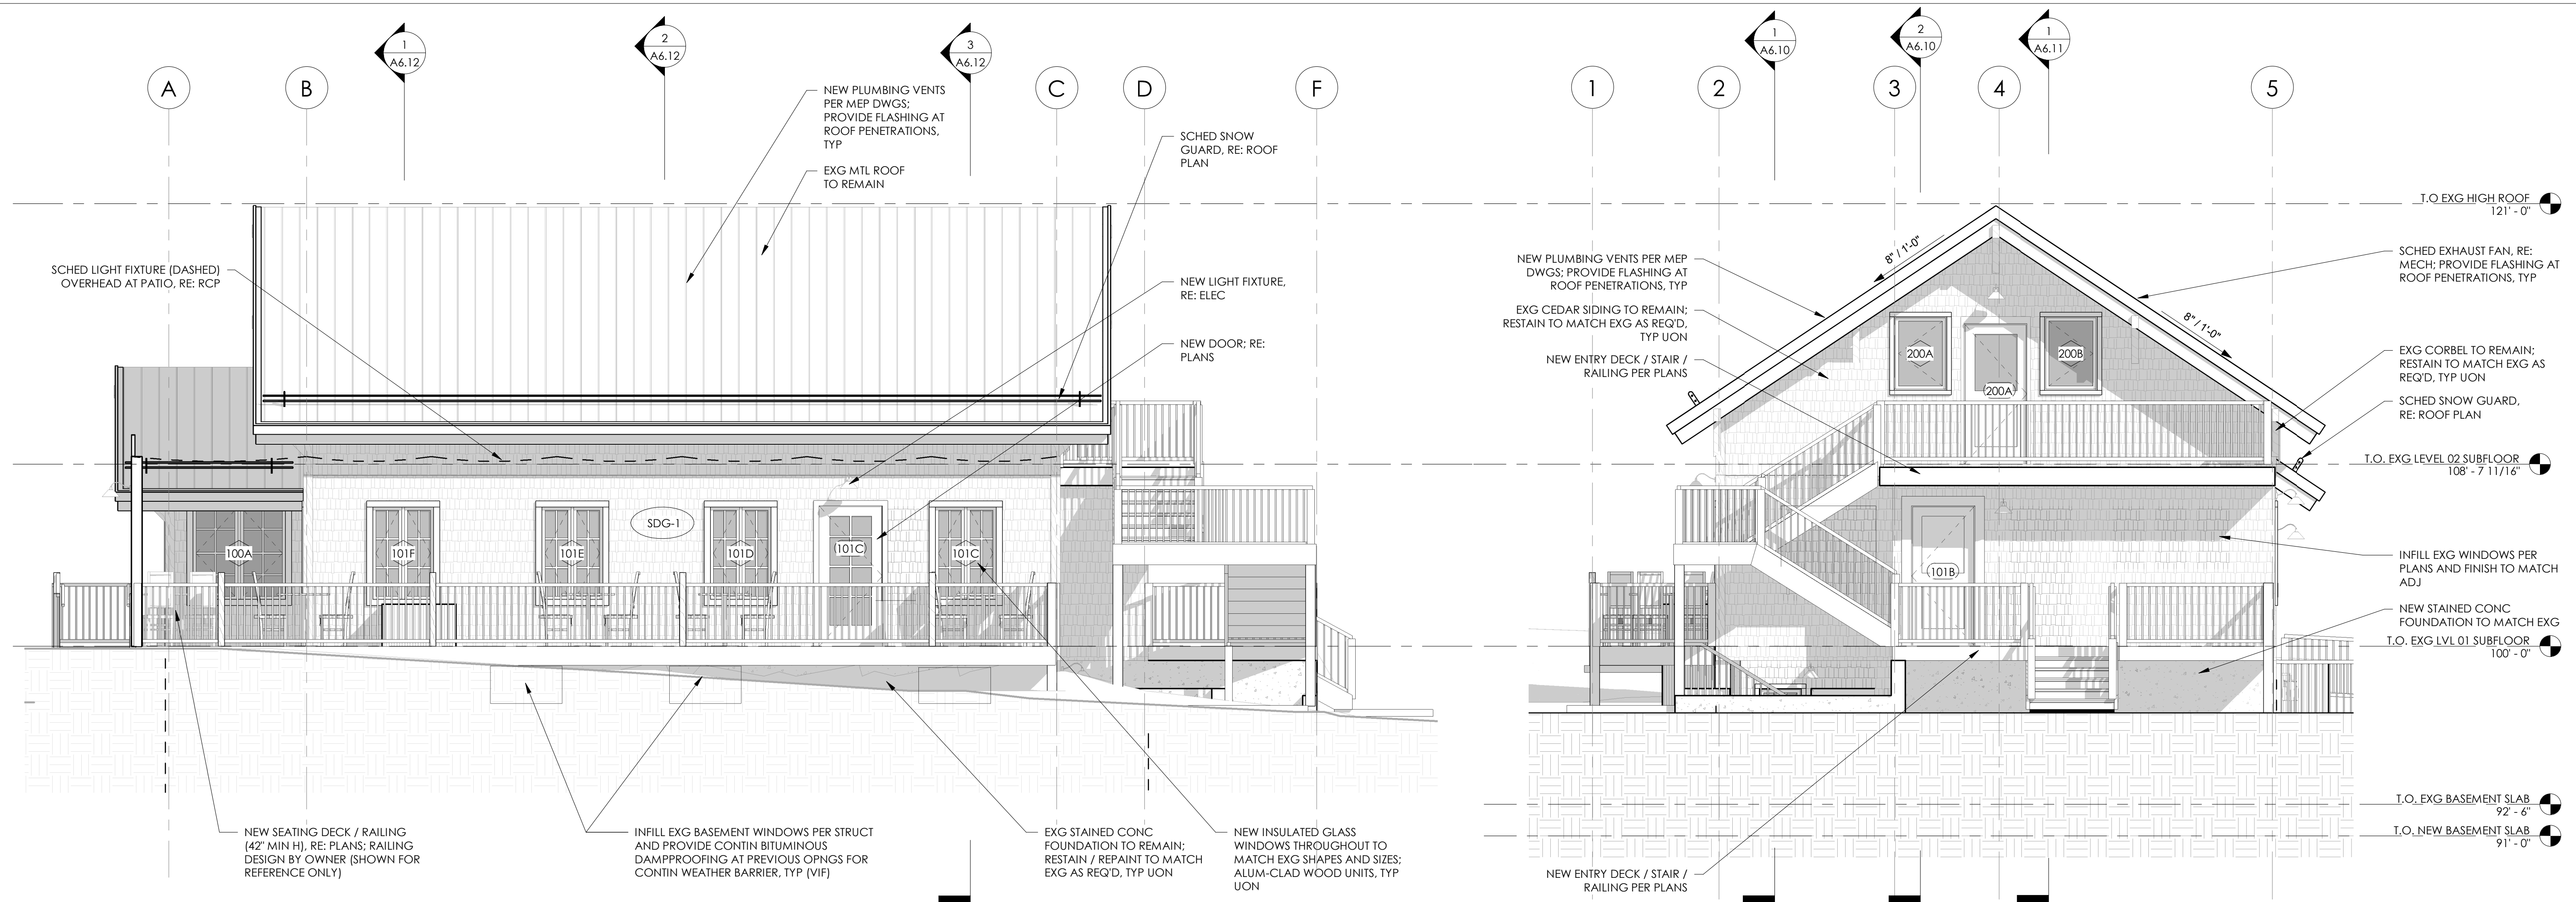 1
A6.12
2
A6.12
3
A6.12
A
B
C
D
F
NEW PLUMBING VENTS
PER MEP DWGS;
PROVIDE FLASHING AT
ROOF PENETRATIONS,
TYP
EXG MTL ROOF
TO REMAIN
SCHED SNOW
GUARD, RE: ROOF
PLAN
SCHED LIGHT FIXTURE (DASHED)
OVERHEAD AT PATIO, RE: RCP
NEW LIGHT FIXTURE,
RE: ELEC
NEW DOOR; RE:
PLANS
SDG-1
100A
101F
101E
101D
101C
101C
NEW SEATING DECK / RAILING
(42" MIN H), RE: PLANS; RAILING
DESIGN BY OWNER (SHOWN FOR
REFERENCE ONLY)
INFILL EXG BASEMENT WINDOWS PER STRUCT
AND PROVIDE CONTIN BITUMINOUS
DAMPPROOFING AT PREVIOUS OPNGS FOR
CONTIN WEATHER BARRIER, TYP (VIF)
EXG STAINED CONC
FOUNDATION TO REMAIN;
RESTAIN / REPAINT TO MATCH
EXG AS REQ'D, TYP UON
NEW INSULATED GLASS
WINDOWS THROUGHOUT TO
MATCH EXG SHAPES AND SIZES;
ALUM-CLAD WOOD UNITS, TYP
UON
1
A6.10
2
A6.10
1
A6.11
1
2
3
4
5
T.O EXG HIGH ROOF
121' - 0"
8" / 1'-0"
8" / 1'-0"
NEW PLUMBING VENTS PER MEP
DWGS; PROVIDE FLASHING AT
ROOF PENETRATIONS, TYP
EXG CEDAR SIDING TO REMAIN;
RESTAIN TO MATCH EXG AS REQ'D,
TYP UON
NEW ENTRY DECK / STAIR /
RAILING PER PLANS
200A
200B
200A
101B
SCHED EXHAUST FAN, RE:
MECH; PROVIDE FLASHING AT
ROOF PENETRATIONS, TYP
EXG CORBEL TO REMAIN;
RESTAIN TO MATCH EXG AS
REQ'D, TYP UON
SCHED SNOW GUARD,
RE: ROOF PLAN
T.O. EXG LEVEL 02 SUBFLOOR
108' - 7 11/16"
INFILL EXG WINDOWS PER
PLANS AND FINISH TO MATCH
ADJ
NEW STAINED CONC
FOUNDATION TO MATCH EXG
T.O. EXG LVL 01 SUBFLOOR
100' - 0"
T.O. EXG BASEMENT SLAB
92' - 6"
T.O. NEW BASEMENT SLAB
91' - 0"
NEW ENTRY DECK / STAIR /
RAILING PER PLANS